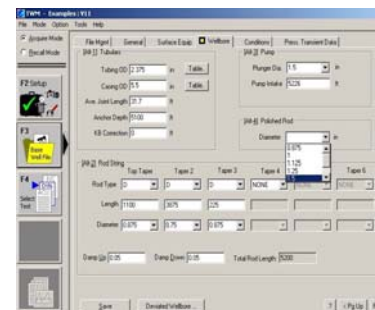 TWM - Examples: V11
File Mode Option Tools Help
Acquire Mode
Recall Mode
F2 Setup
F3
Base Well File
F4
Select Test
File Mgmt General Surface Equip. Wellbore Conditions Press. Transient Data
Tubulars
Tubing OD 2.375 in Table...
Casing OD 5.5 in Table...
Ave. Joint Length 31.7 ft
Anchor Depth 5100 ft
KB Correction 0 ft
Pump
Plunger Dia. 1.5 in
Pump Intake 5226 ft
Polished Rod
Diameter in
0.875
1
1.125
1.25
1.5
Rod String
Top Taper Taper 2 Taper 3 Taper 4 Taper 6
Rod Type D D D NONE
Length 1100 3875 225
Diameter 0.875 0.75 0.875
Damp Up 0.05 Damp Down 0.05 Total Rod Length 5200
Save Deviated Wellbore... ? < Pg Up